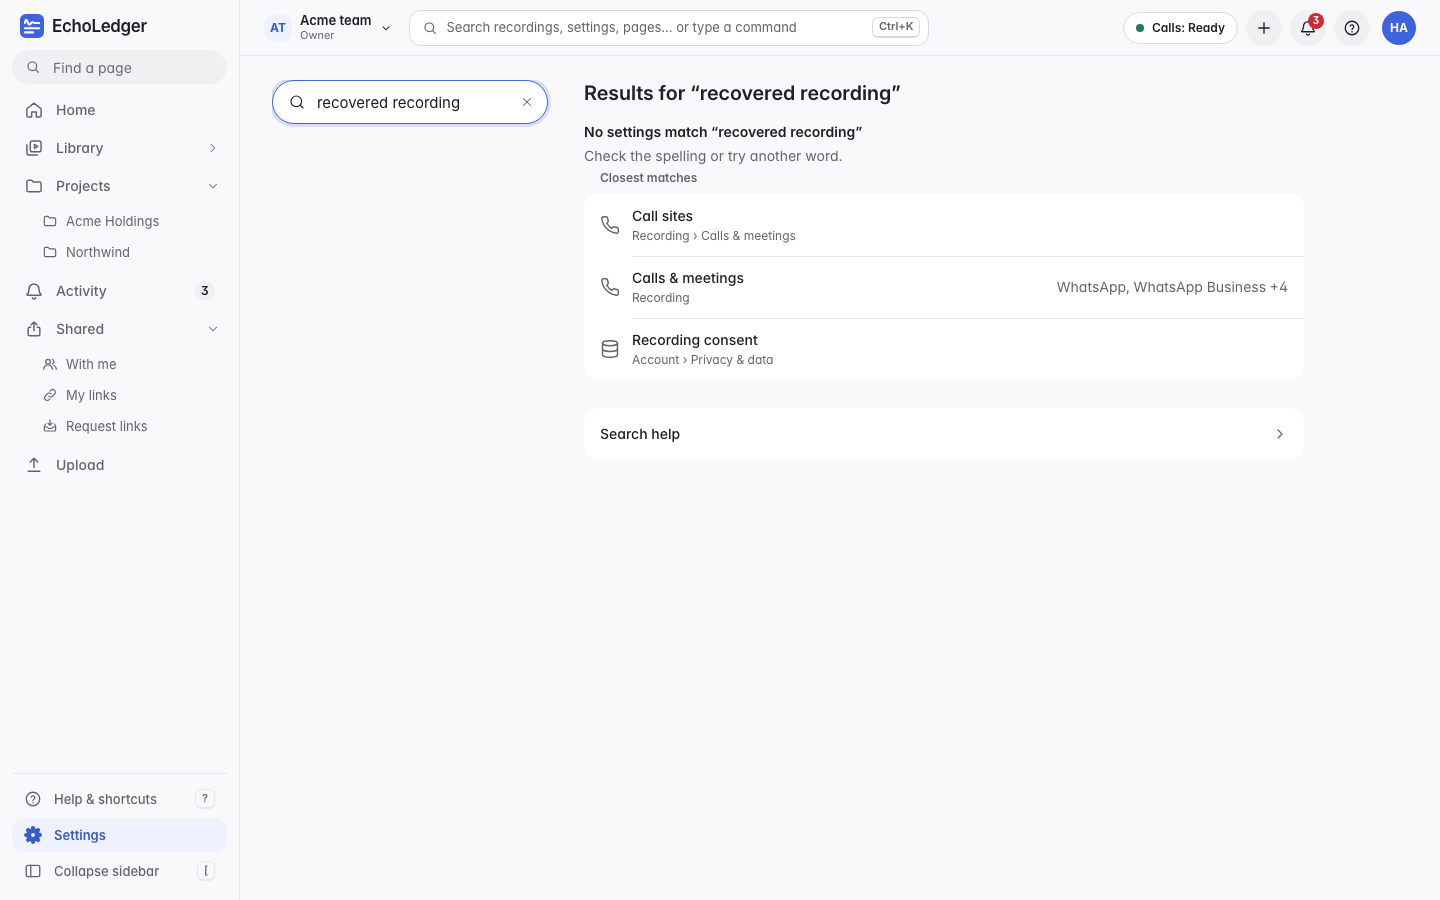 EchoLedger
Find a page
Home
Library
Projects
Acme Holdings
Northwind
Activity 3
Shared
With me
My links
Request links
Upload
Help & shortcuts ?
Settings
Collapse sidebar [
AT Acme team
Owner
Search recordings, settings, pages... or type a command Ctrl+K
Calls: Ready
3
HA
recovered recording
Results for “recovered recording”
No settings match “recovered recording”
Check the spelling or try another word.
Closest matches
Call sites
Recording › Calls & meetings
Calls & meetings
Recording
WhatsApp, WhatsApp Business +4
Recording consent
Account › Privacy & data
Search help